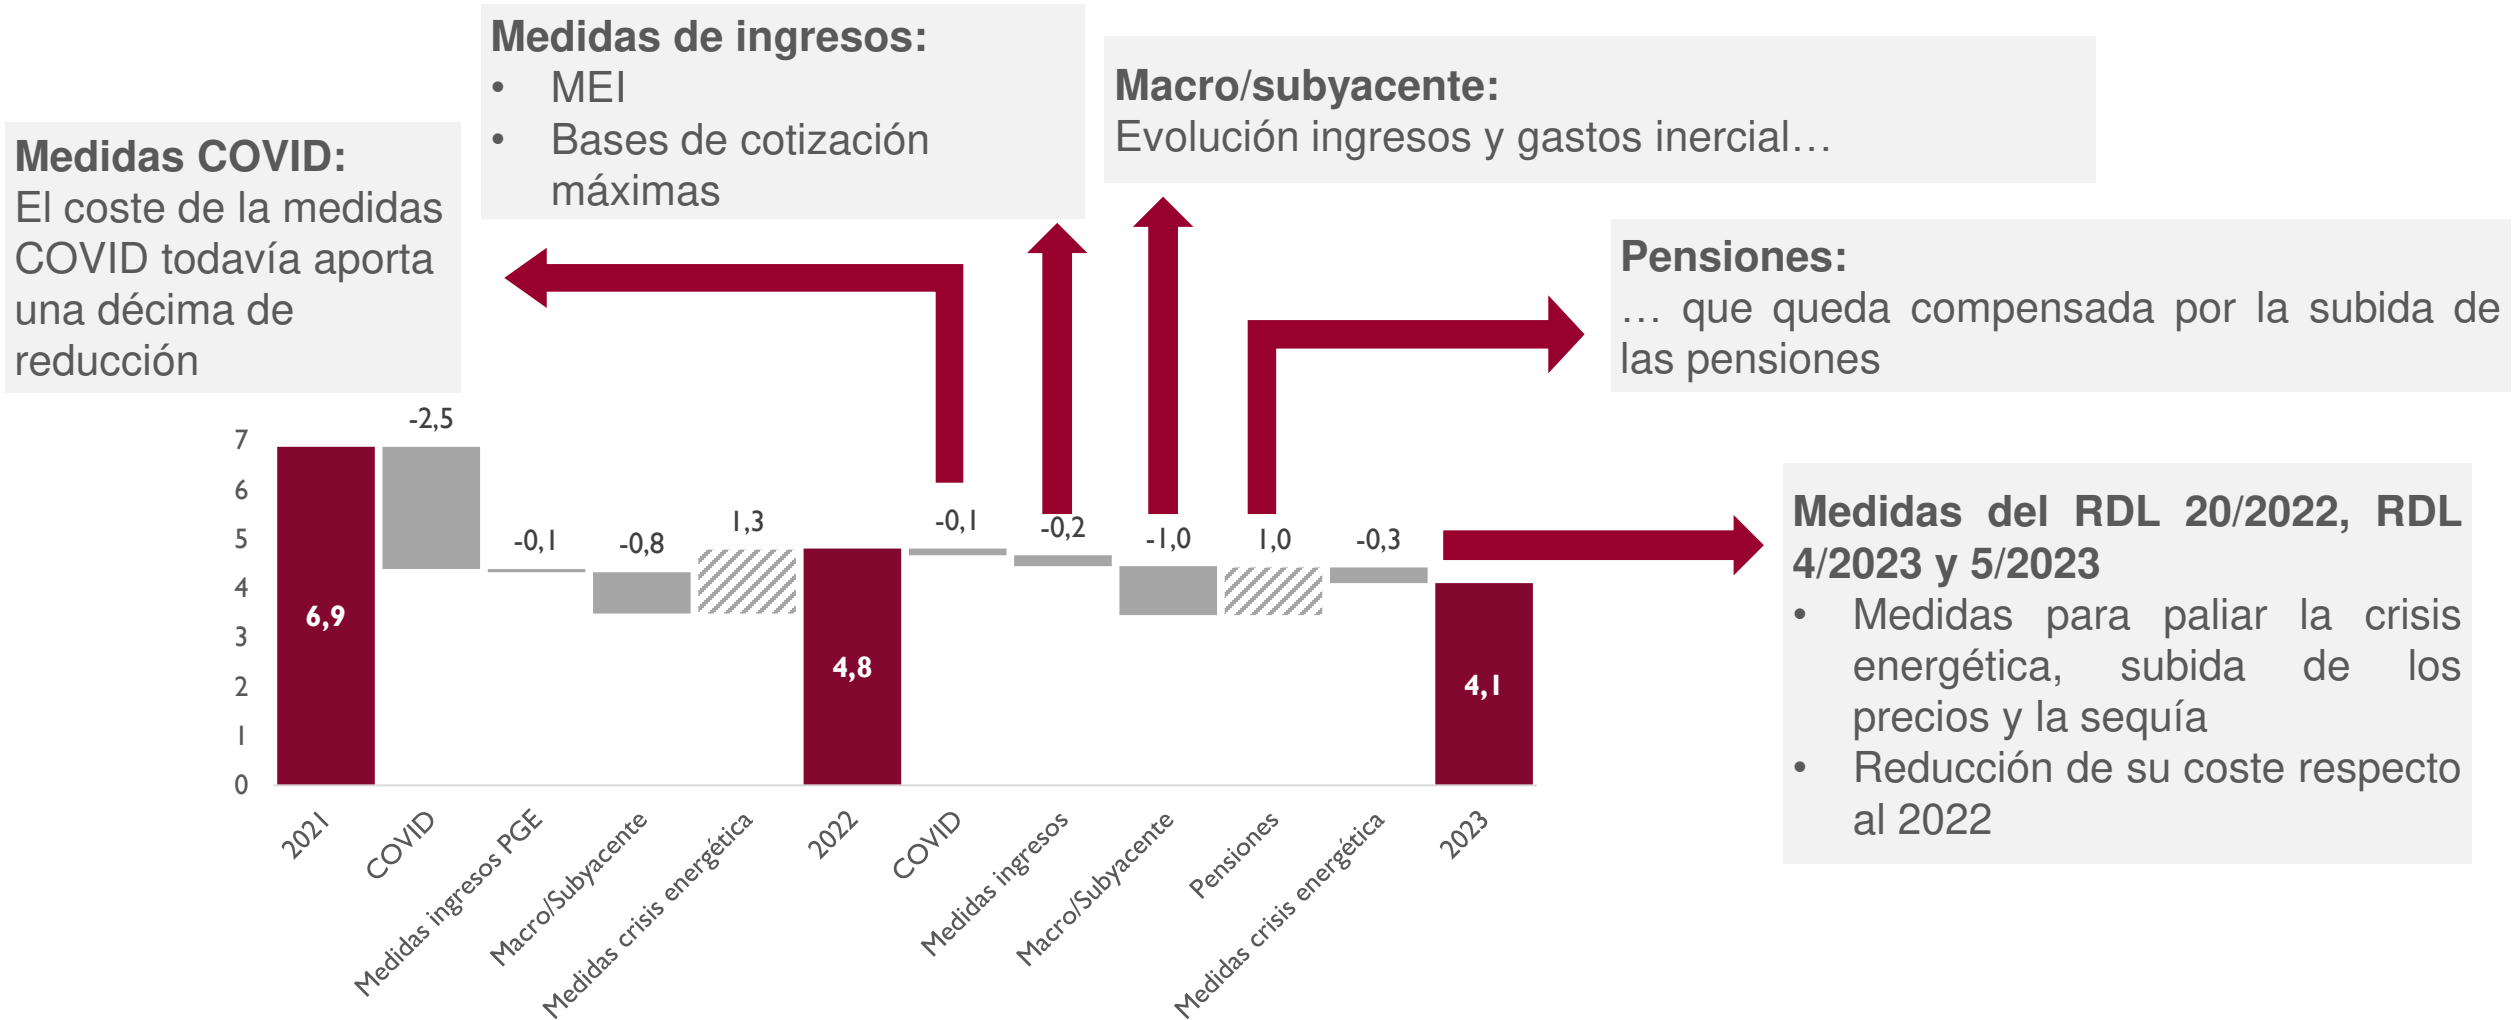 Medidas de ingresos:
• MEI
• Bases de cotización
máximas
Macro/subyacente:
Evolución ingresos y gastos inercial…
Medidas COVID:
El coste de la medidas
COVID todavía aporta
una décima de
reducción
Pensiones:
… que queda compensada por la subida de
las pensiones
Medidas del RDL 20/2022, RDL
4/2023 y 5/2023
• Medidas para paliar la crisis
energética, subida de los
precios y la sequía
• Reducción de su coste respecto
al 2022
7
6
5
4
3
2
1
0
6,9
-2,5
-0,1
-0,8
1,3
4,8
-0,1
-0,2
-1,0
1,0
-0,3
4,1
2021
COVID
Medidas ingresos PGE
Macro/Subyacente
Medidas crisis energética
2022
COVID
Medidas ingresos
Macro/Subyacente
Pensiones
Medidas crisis energética
2023